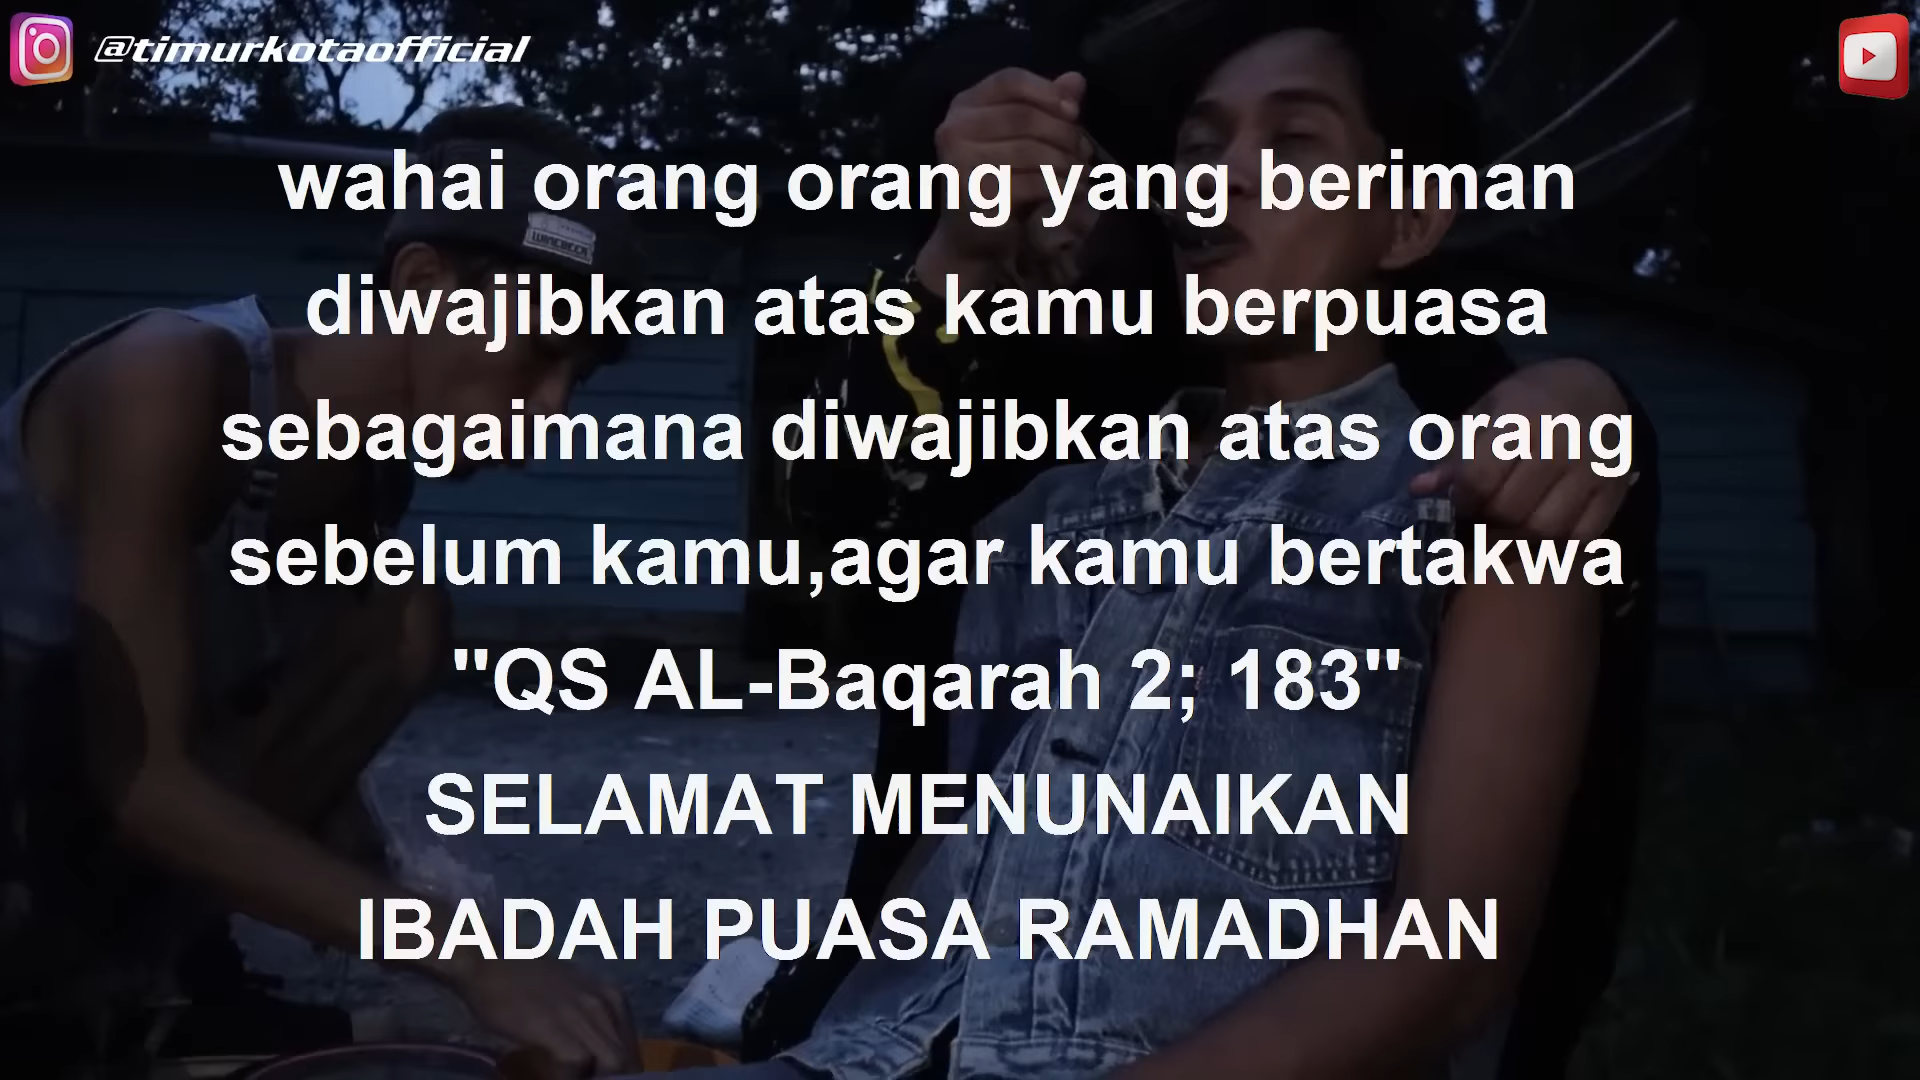 @timurkotaofficial
wahai orang orang yang beriman
diwajibkan atas kamu berpuasa
sebagaimana diwajibkan atas orang
sebelum kamu,agar kamu bertakwa
"QS AL-Baqarah 2; 183"
SELAMAT MENUNAIKAN
IBADAH PUASA RAMADHAN